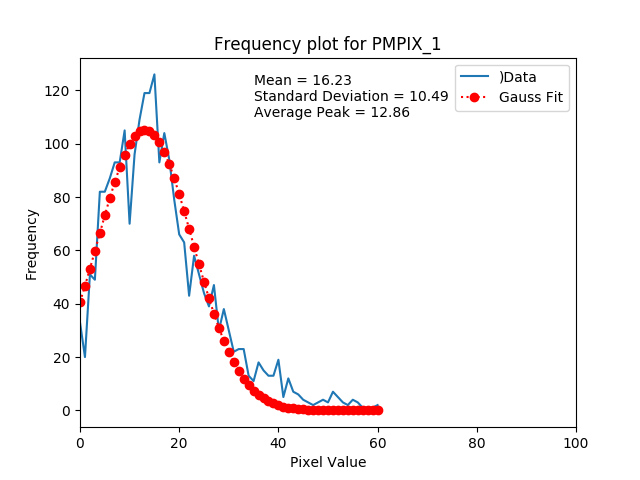 Frequency plot for PMPIX_1
Mean = 16.23
Standard Deviation = 10.49
Average Peak = 12.86
)Data
Gauss Fit
Frequency
120
100
80
60
40
20
0
0 20 40 60 80 100
Pixel Value